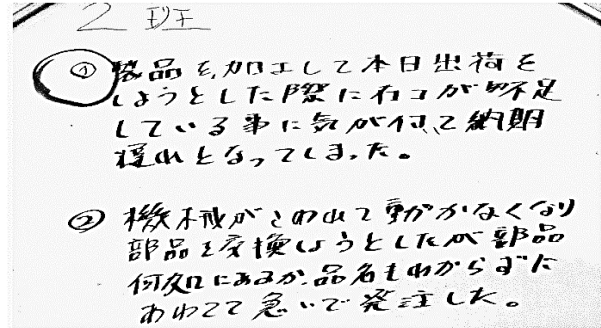 2 班
① 製品を加工して本日出荷を
しようとした際にネコが不足
している事に気が付いて納期
遅れとなってしまった。
② 機械がこわれて動かなくなり
部品を交換しようとしたが部品
何処にあるか、品名もわからずに
あわてて急いで発注した。